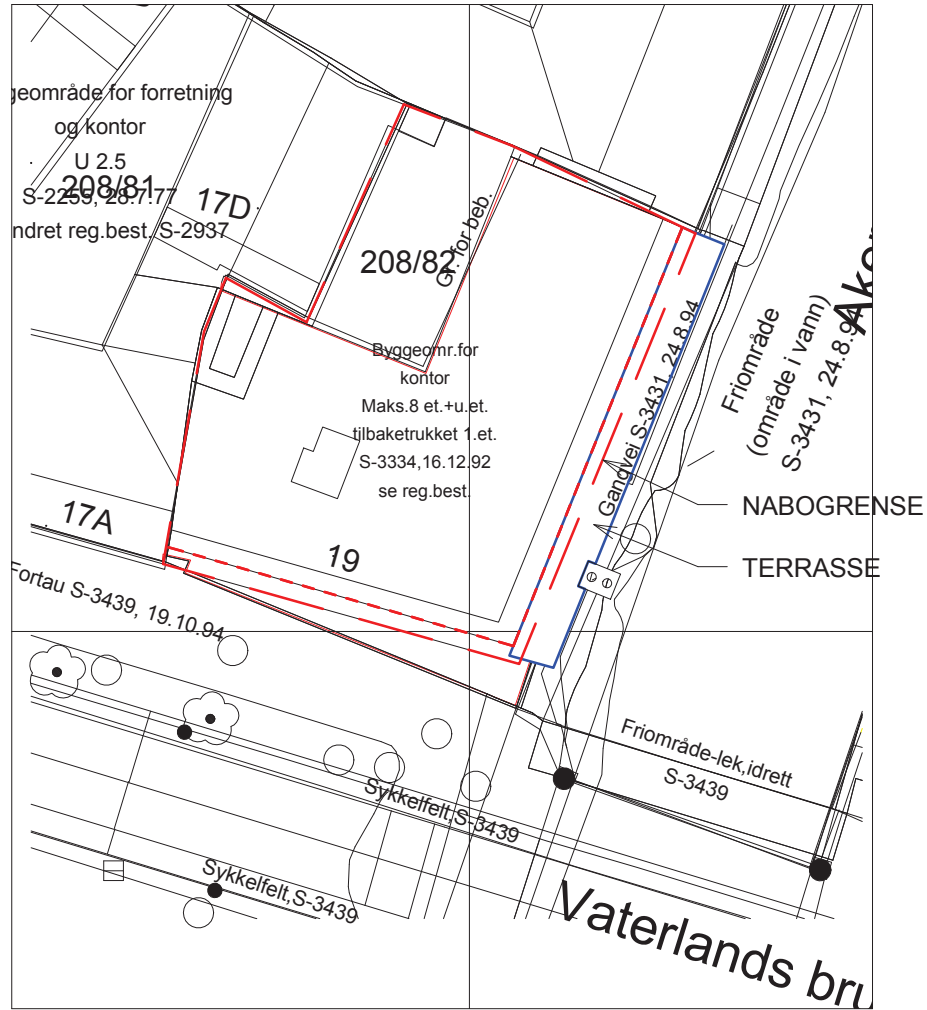 geområde for forretning
og kontor
U 2.5
208/81
S-2255, 28.7.77
ndret reg.best. S-2937
17D
208/82
Gr. for beb.
Byggeomr.for
kontor
Maks.8 et.+u.et.
tilbaketrukket 1.et.
S-3334,16.12.92
se reg.best.
Gangvei S-3431, 24.8.94
Friområde
(område i vann)
S-3431, 24.8.94
Ake
NABOGRENSE
TERRASSE
17A
19
Fortau S-3439, 19.10.94
Friområde-lek,idrett
S-3439
Sykkelfelt,S-3439
Sykkelfelt,S-3439
Vaterlands bru